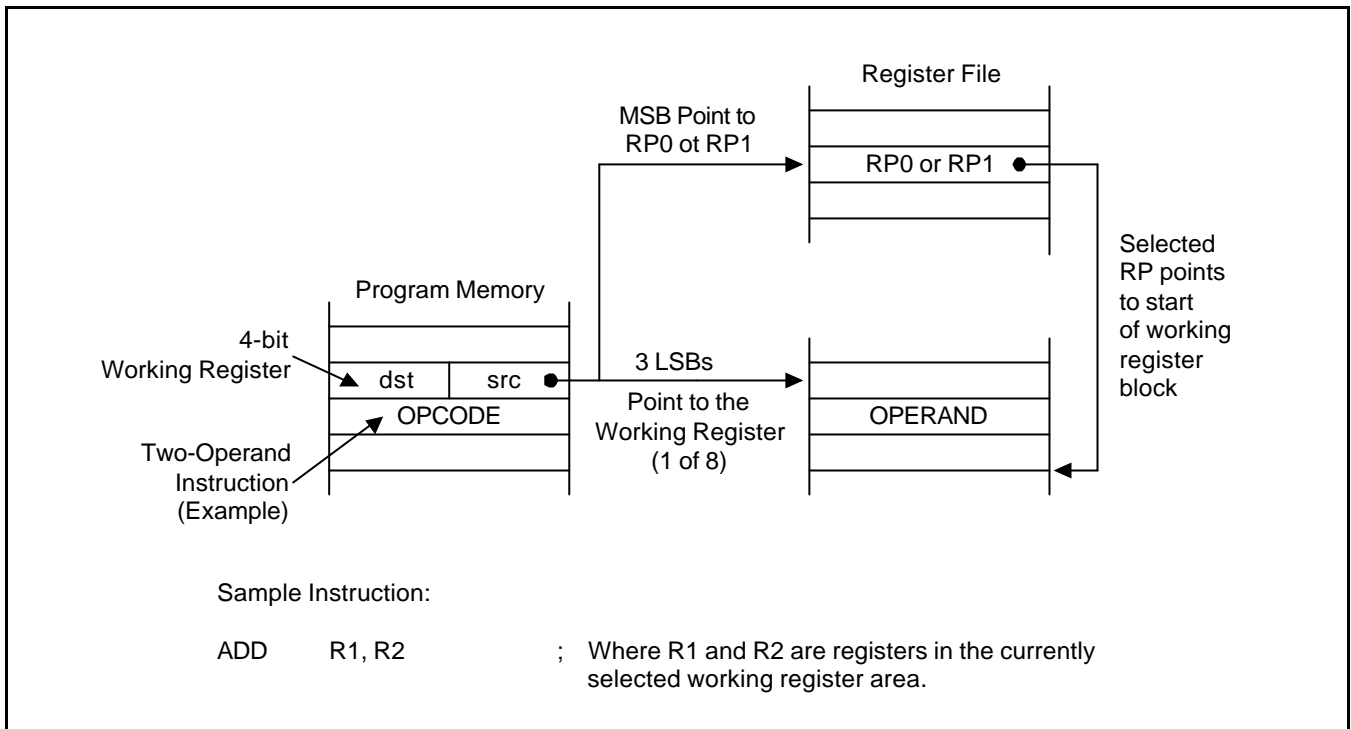 Register File
MSB Point to
RP0 ot RP1
RP0 or RP1
Selected
RP points
to start
of working
register
block
Program Memory
4-bit
Working Register
dst src
3 LSBs
OPCODE
Point to the
Working Register
(1 of 8)
OPERAND
Two-Operand
Instruction
(Example)
Sample Instruction:
ADD R1, R2 ; Where R1 and R2 are registers in the currently
selected working register area.